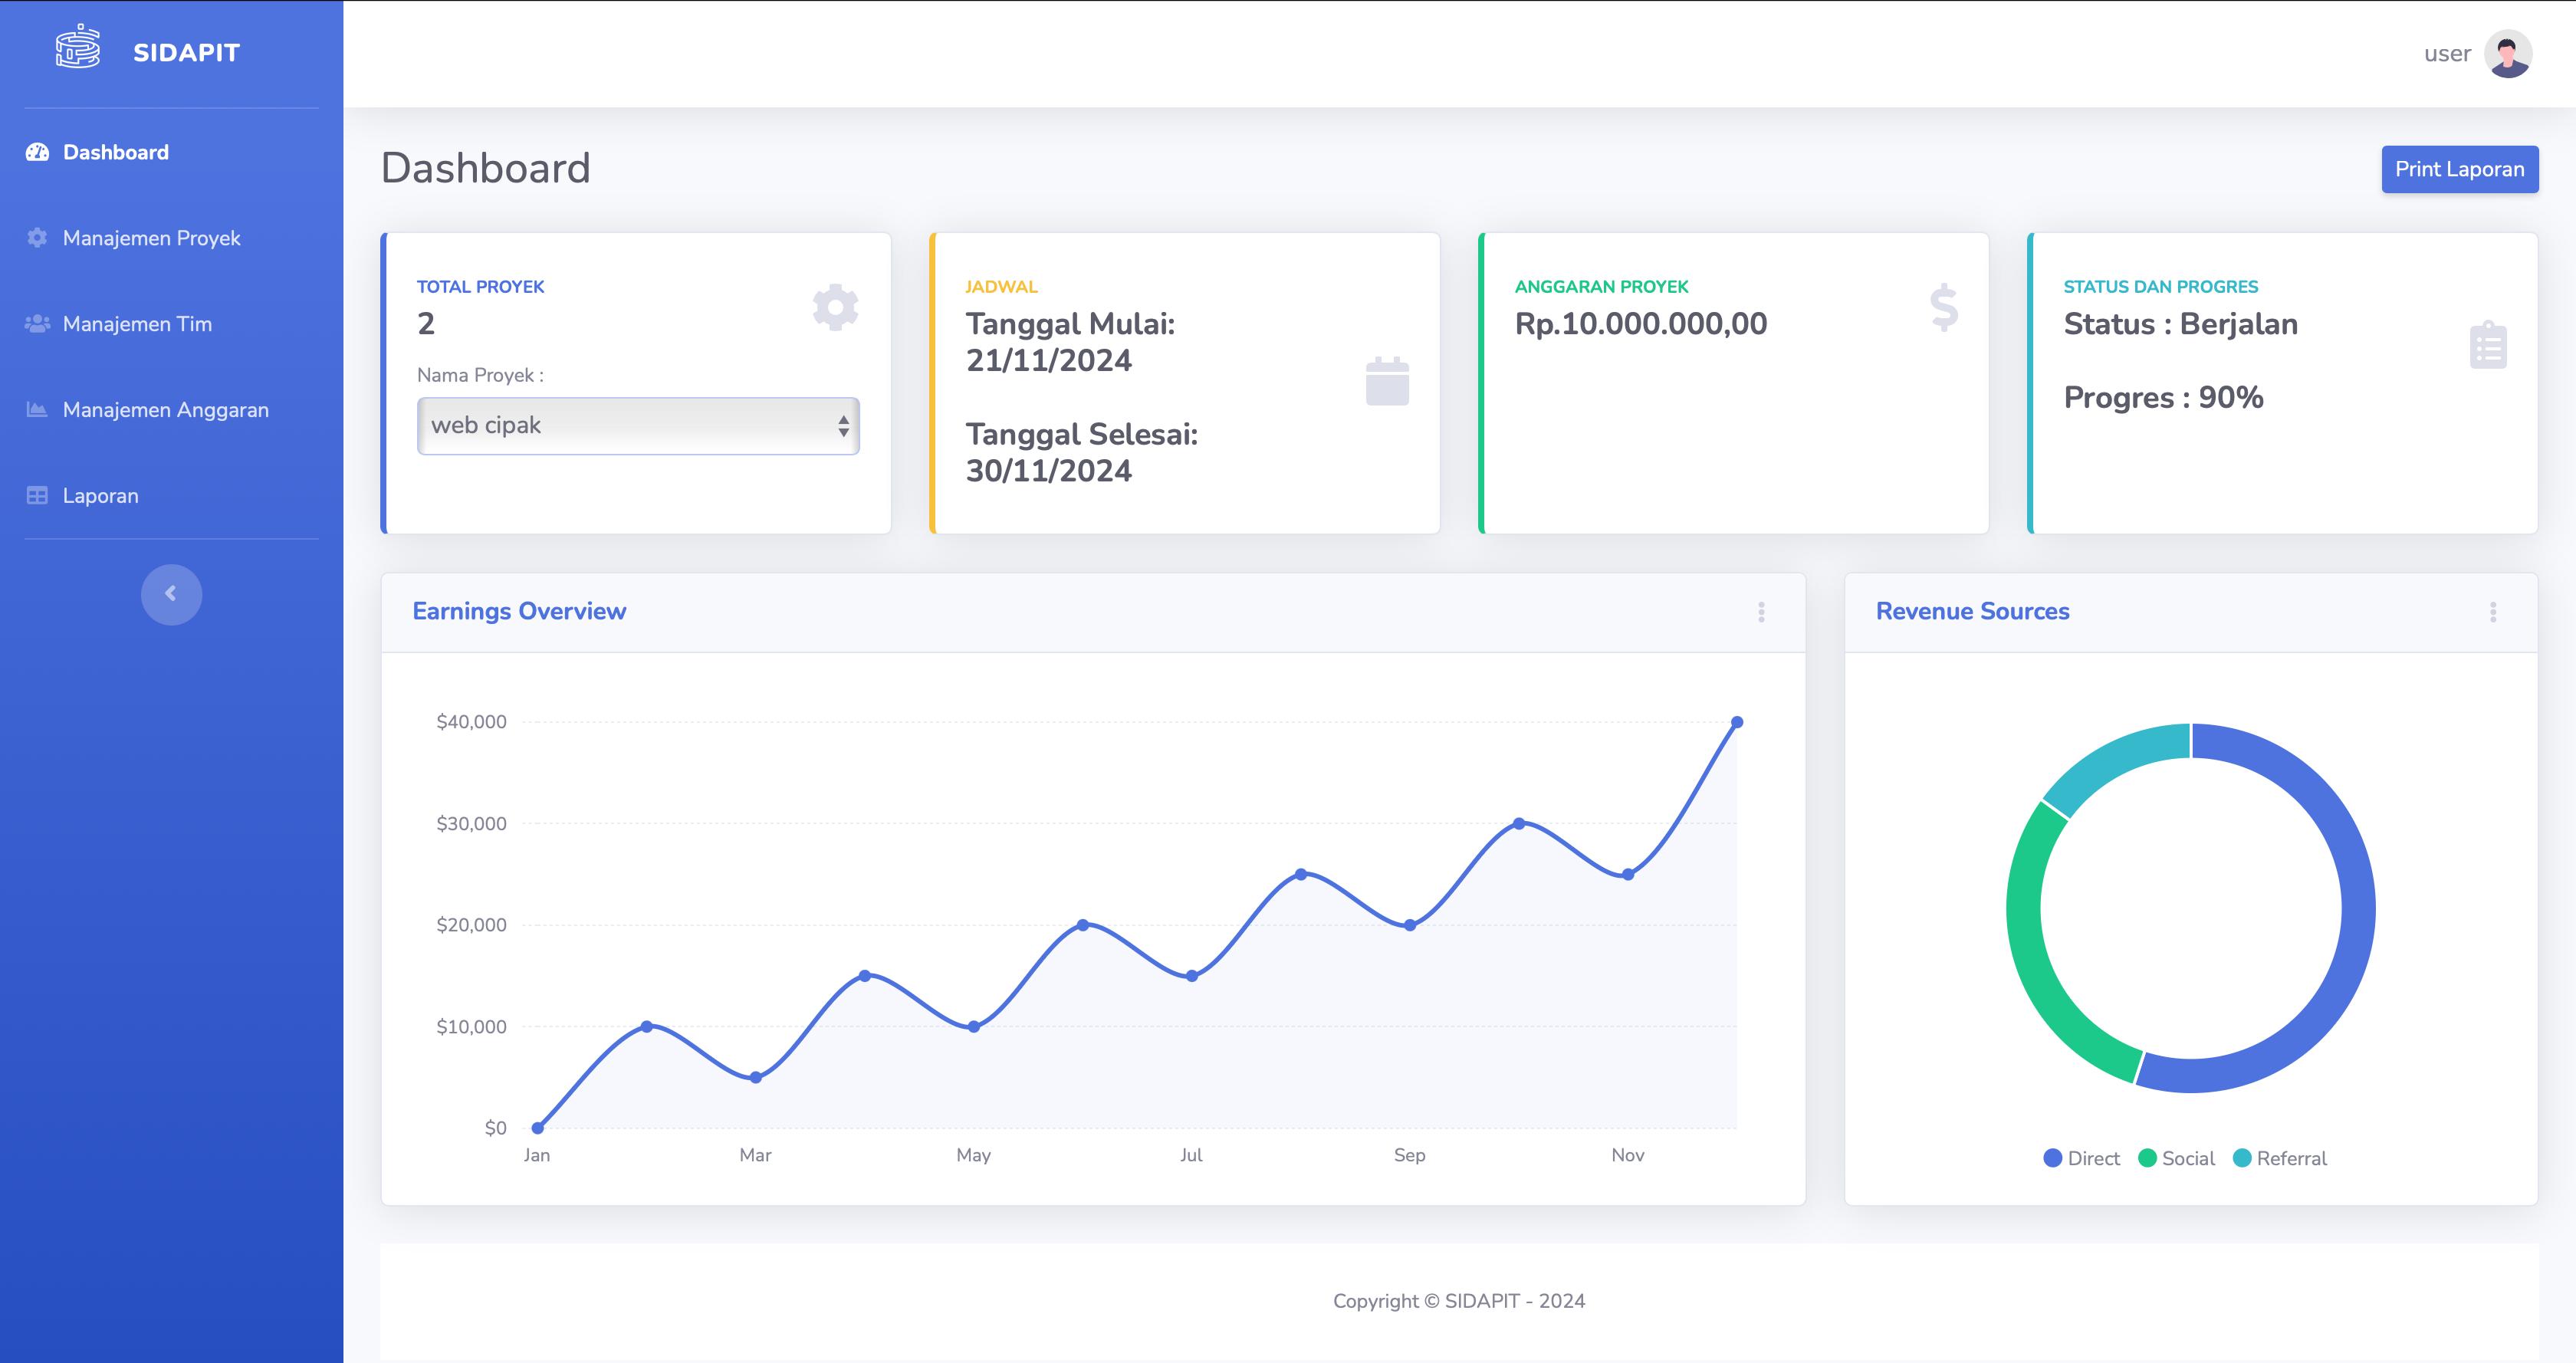 SIDAPIT
user
Dashboard
Manajemen Proyek
Manajemen Tim
Manajemen Anggaran
Laporan
Dashboard
Print Laporan
TOTAL PROYEK
2
Nama Proyek :
web cipak
JADWAL
Tanggal Mulai:
21/11/2024
Tanggal Selesai:
30/11/2024
ANGGARAN PROYEK
Rp.10.000.000,00
STATUS DAN PROGRES
Status : Berjalan
Progres : 90%
Earnings Overview
$40,000
$30,000
$20,000
$10,000
$0
Jan Mar May Jul Sep Nov
Revenue Sources
Direct Social Referral
Copyright © SIDAPIT - 2024